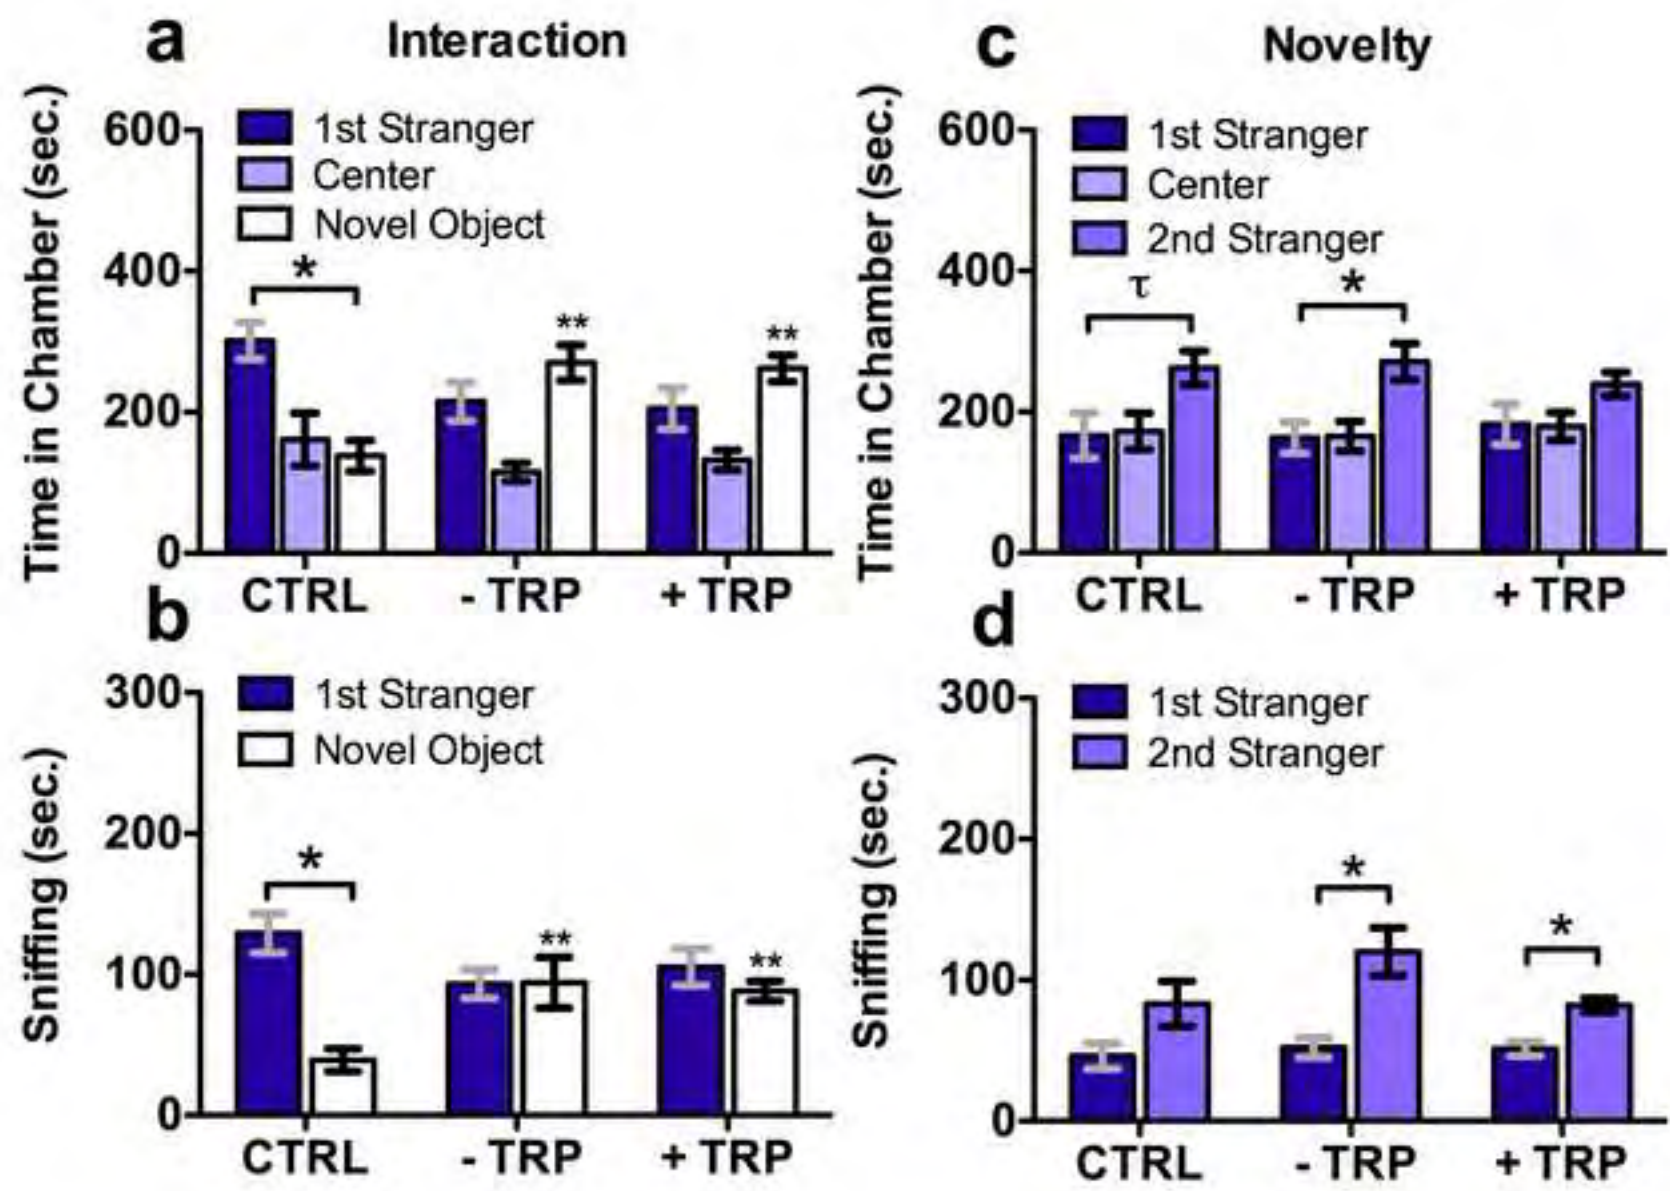 a Interaction
Time in Chamber (sec.)
600
400
200
0
1st Stranger
Center
Novel Object
*
**
**
CTRL - TRP + TRP
b
Sniffing (sec.)
300
200
100
0
1st Stranger
Novel Object
*
**
**
CTRL - TRP + TRP
c Novelty
Time in Chamber (sec.)
600
400
200
0
1st Stranger
Center
2nd Stranger
τ
*
CTRL - TRP + TRP
d
Sniffing (sec.)
300
200
100
0
1st Stranger
2nd Stranger
*
*
CTRL - TRP + TRP